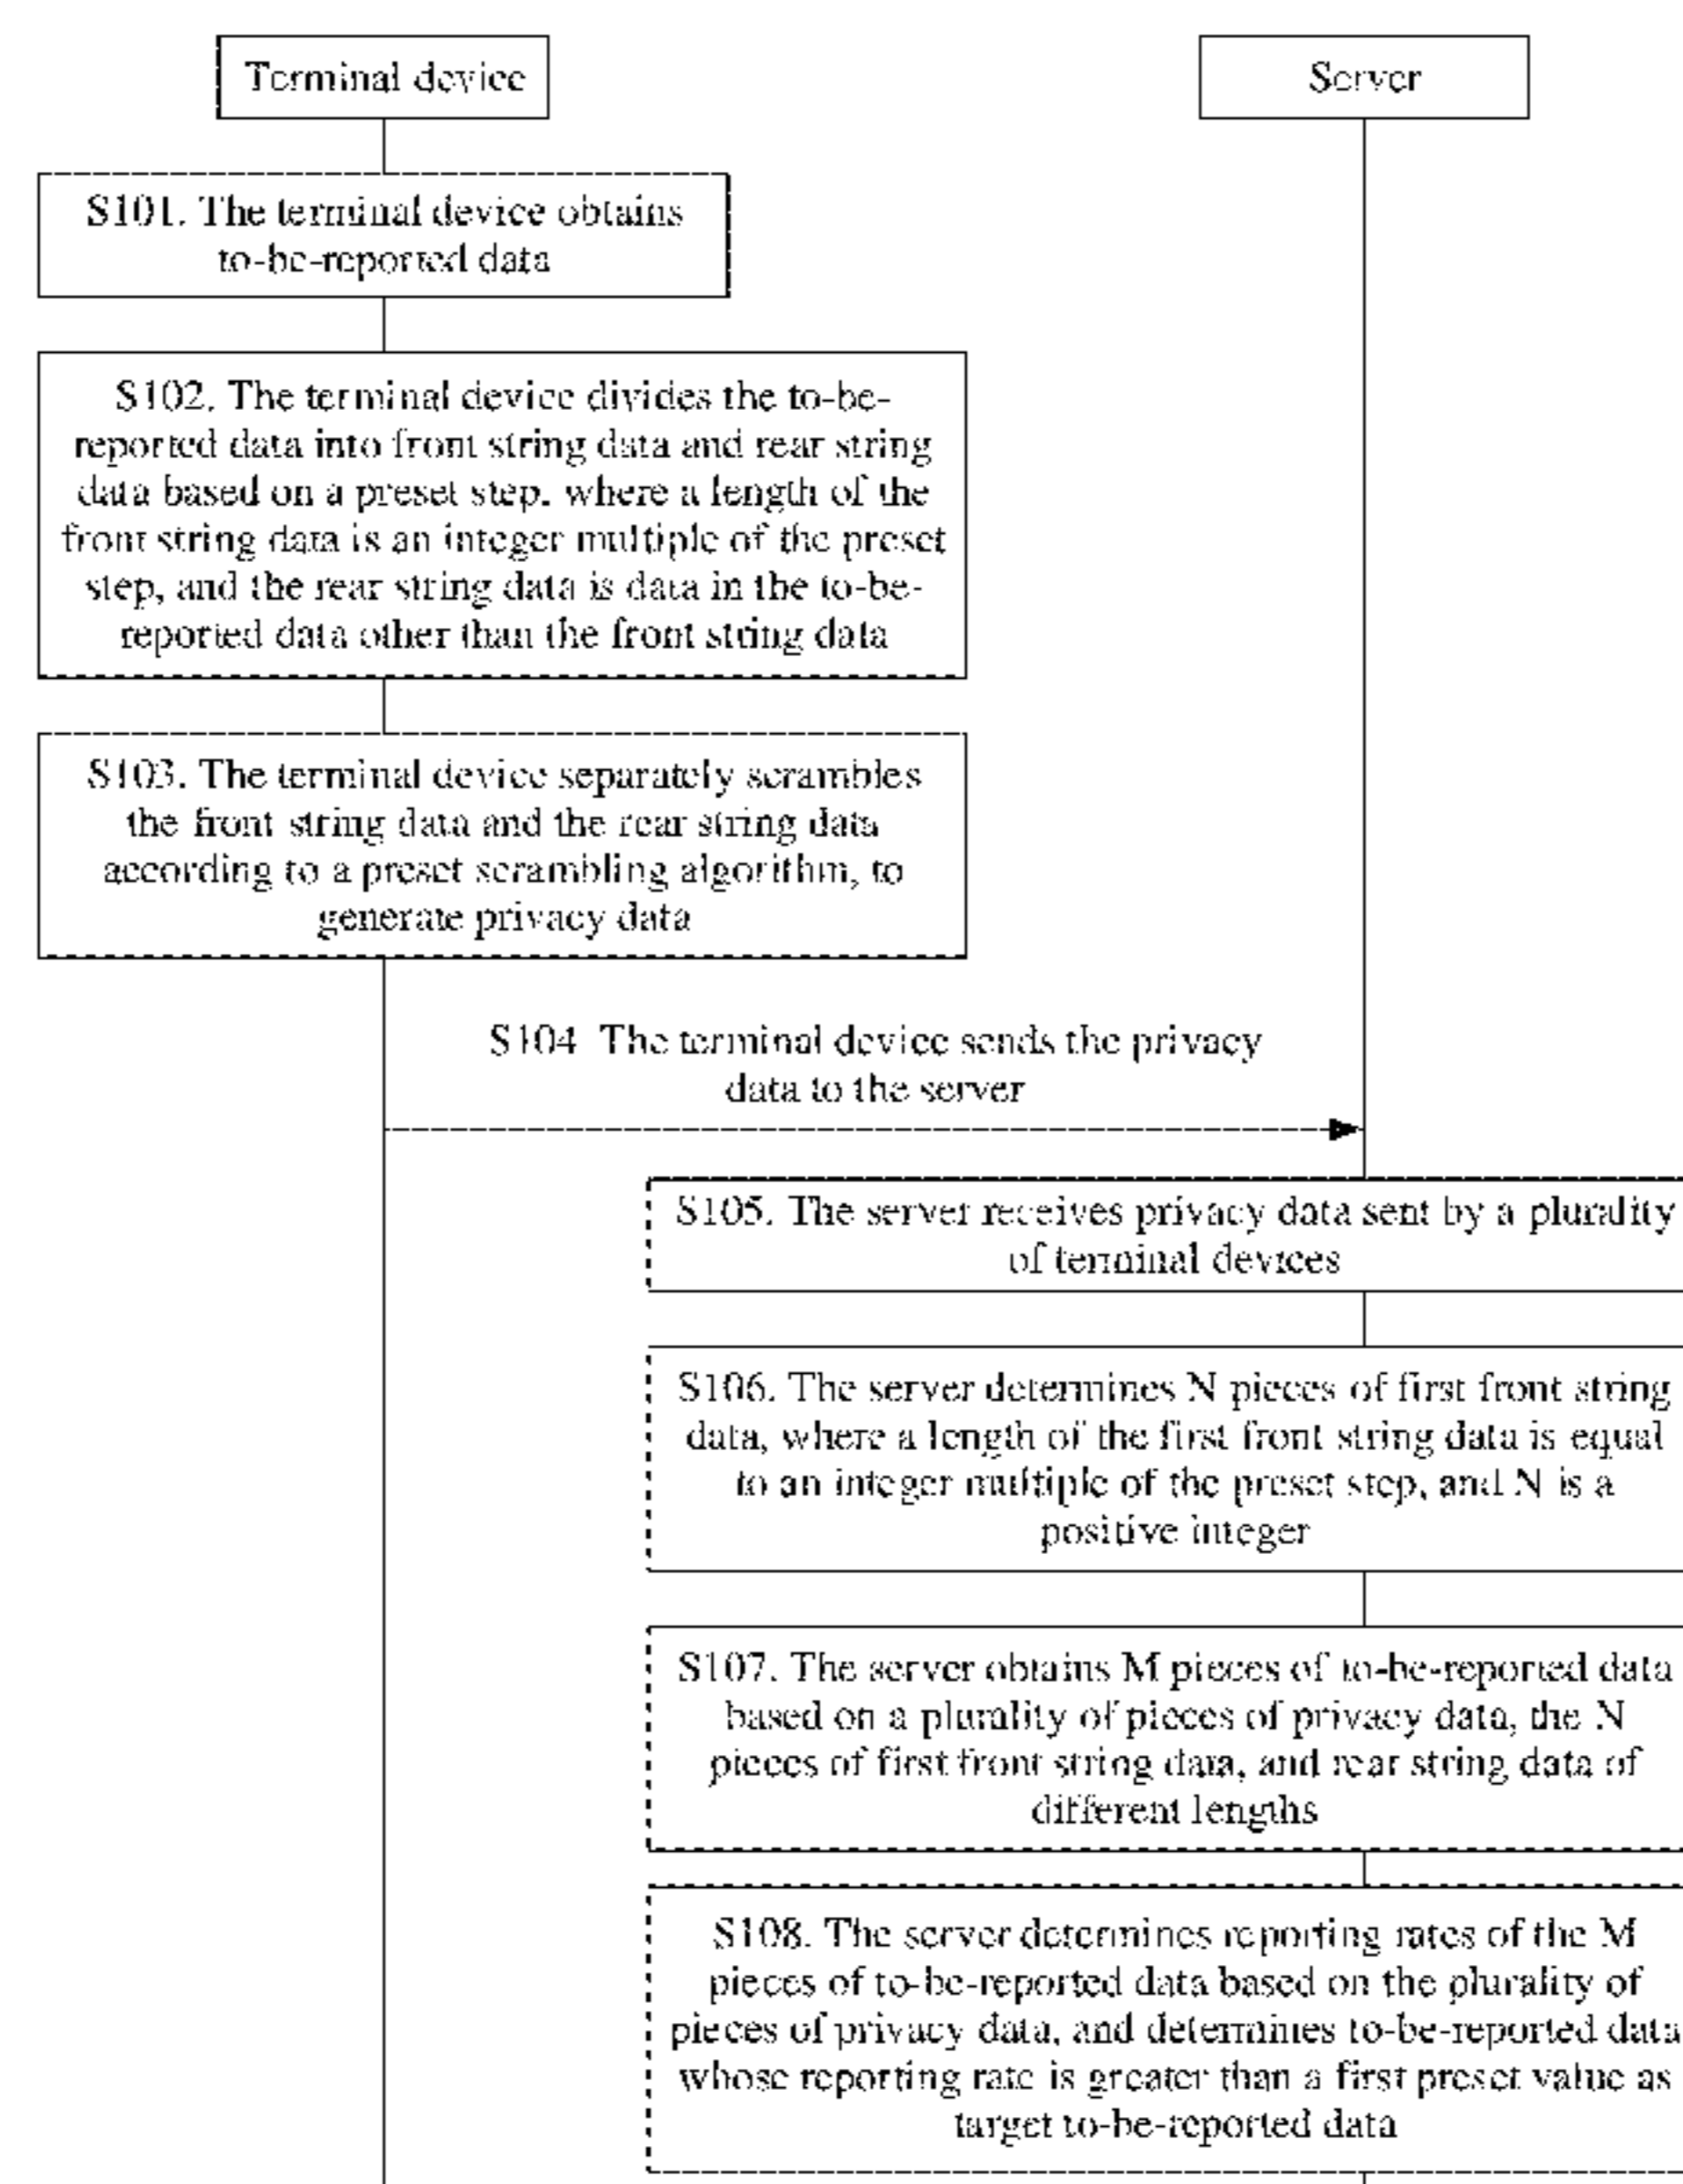 Terminal device
Server
S101. The terminal device obtains
to-be-reported data
S102. The terminal device divides the to-be-
reported data into front string data and rear string
data based on a preset step, where a length of the
front string data is an integer multiple of the preset
step, and the rear string data is data in the to-be-
reported data other than the front string data
S103. The terminal device separately scrambles
the front string data and the rear string data
according to a preset scrambling algorithm, to
generate privacy data
S104 The terminal device sends the privacy
data to the server
S105. The server receives privacy data sent by a plurality
of terminal devices
S106. The server determines N pieces of first front string
data, where a length of the first front string data is equal
to an integer multiple of the preset step, and N is a
positive integer
S107. The server obtains M pieces of to-be-reported data
based on a plurality of pieces of privacy data, the N
pieces of first front string data, and rear string data of
different lengths
S108. The server determines reporting rates of the M
pieces of to-be-reported data based on the plurality of
pieces of privacy data, and determines to-be-reported data
whose reporting rate is greater than a first preset value as
target to-be-reported data